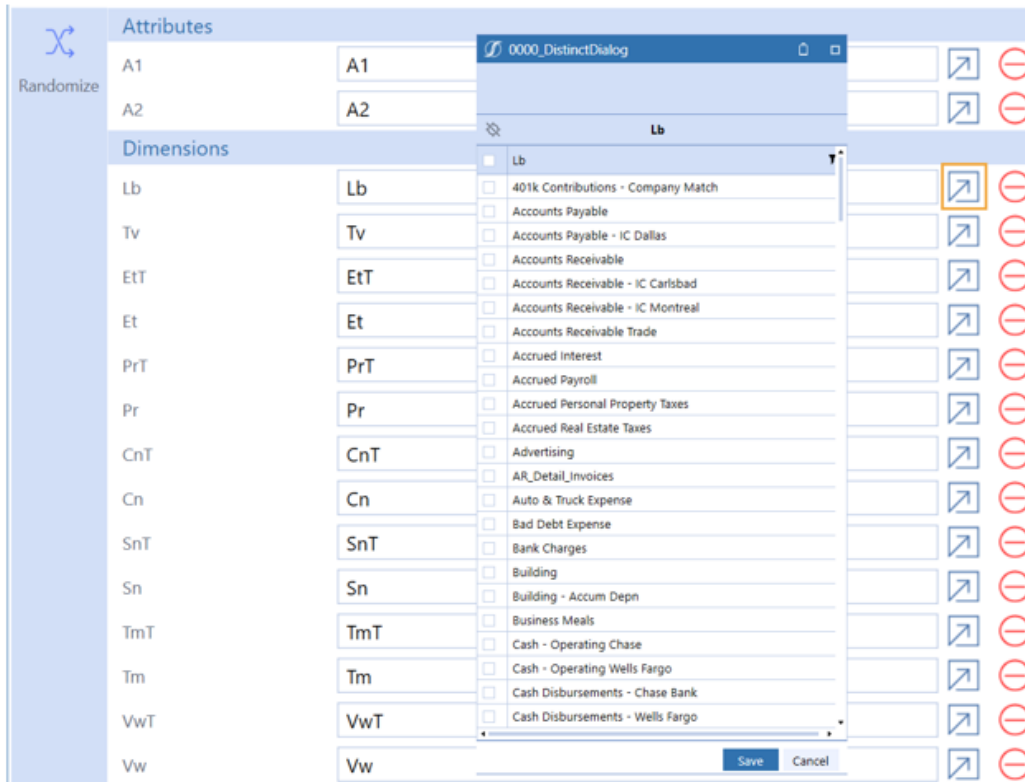 Randomize
Attributes
A1 A1
A2 A2
Dimensions
Lb Lb
Tv Tv
EtT EtT
Et Et
PrT PrT
Pr Pr
CnT CnT
Cn Cn
SnT SnT
Sn Sn
TmT TmT
Tm Tm
VwT VwT
Vw Vw
0000_DistinctDialog
Lb
Lb
401k Contributions - Company Match
Accounts Payable
Accounts Payable - IC Dallas
Accounts Receivable
Accounts Receivable - IC Carlsbad
Accounts Receivable - IC Montreal
Accounts Receivable Trade
Accrued Interest
Accrued Payroll
Accrued Personal Property Taxes
Accrued Real Estate Taxes
Advertising
AR_Detail_Invoices
Auto & Truck Expense
Bad Debt Expense
Bank Charges
Building
Building - Accum Depn
Business Meals
Cash - Operating Chase
Cash - Operating Wells Fargo
Cash Disbursements - Chase Bank
Cash Disbursements - Wells Fargo
Save Cancel